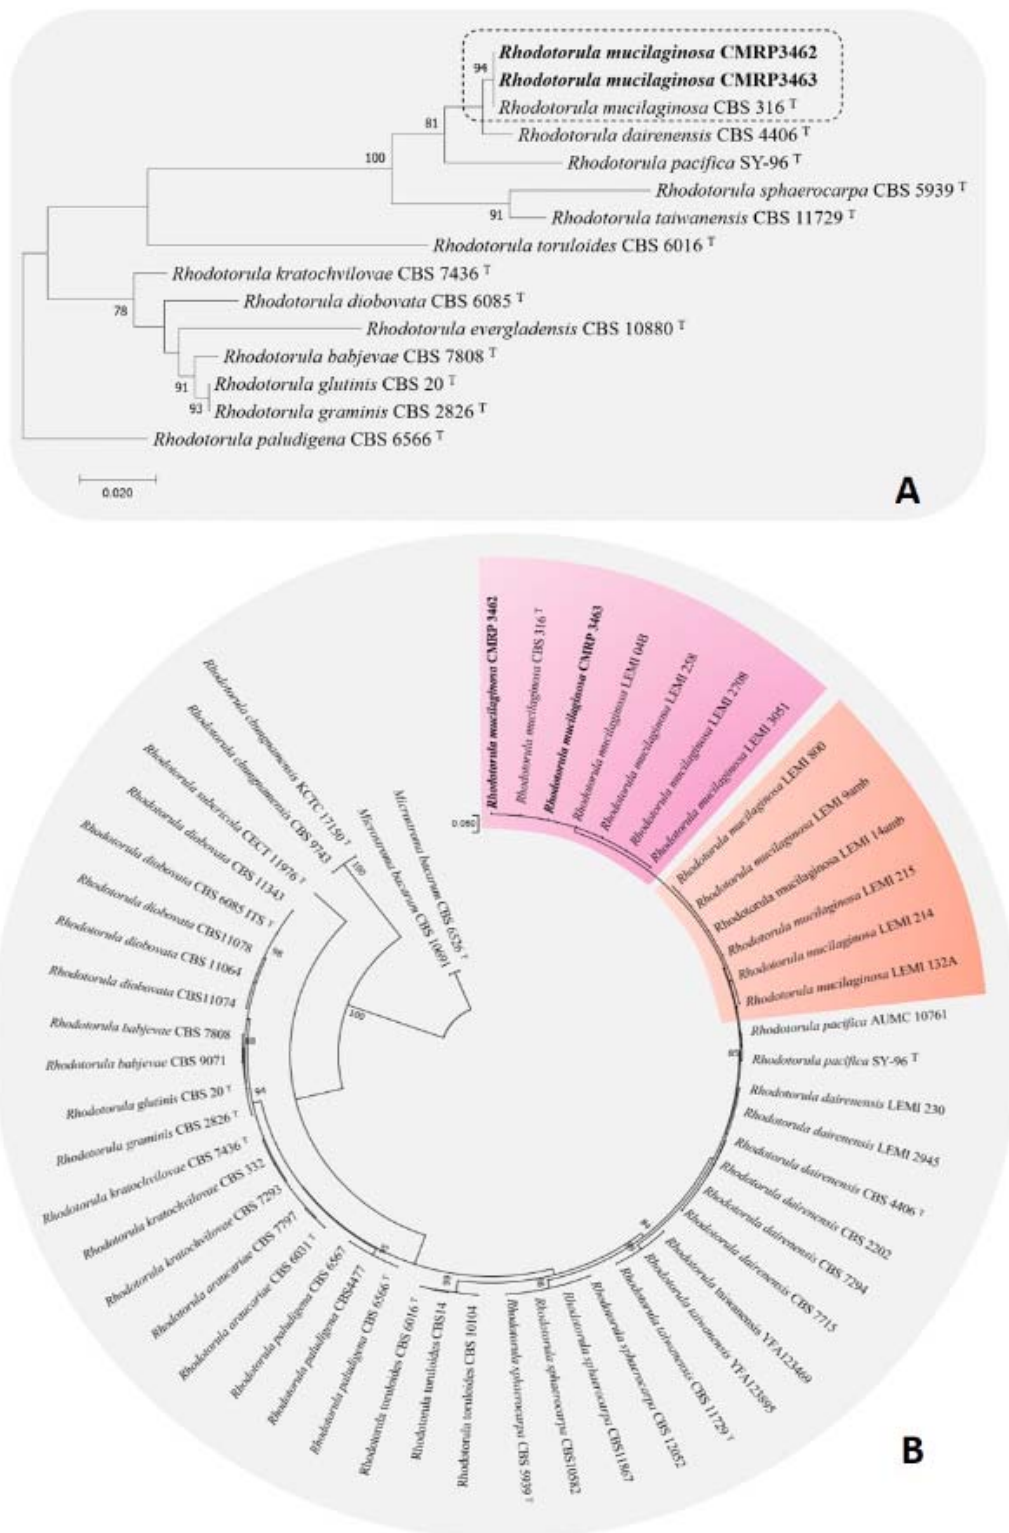 Rhodotorula mucilaginosa CMRP3462
94
Rhodotorula mucilaginosa CMRP3463
Rhodotorula mucilaginosa CBS 316 T
81
Rhodotorula dairenensis CBS 4406 T
100
Rhodotorula pacifica SY-96 T
Rhodotorula sphaerocarpa CBS 5939 T
91
Rhodotorula taiwanensis CBS 11729 T
Rhodotorula toruloides CBS 6016 T
Rhodotorula kratochvilovae CBS 7436 T
78
Rhodotorula diobovata CBS 6085 T
Rhodotorula evergladensis CBS 10880 T
Rhodotorula babjevae CBS 7808 T
91
Rhodotorula glutinis CBS 20 T
93
Rhodotorula graminis CBS 2826 T
Rhodotorula paludigena CBS 6566 T
0.020
A
Rhodotorula mucilaginosa CMRP 3462
Rhodotorula mucilaginosa CBS 316 T
Rhodotorula mucilaginosa CMRP 3463
Rhodotorula mucilaginosa LEMI 04B
Rhodotorula mucilaginosa LEMI 258
Rhodotorula mucilaginosa LEMI 2708
Rhodotorula mucilaginosa LEMI 3051
Rhodotorula mucilaginosa LEMI 800
Rhodotorula mucilaginosa LEMI 9amb
Rhodotorula mucilaginosa LEMI 14amb
Rhodotorula mucilaginosa LEMI 215
Rhodotorula mucilaginosa LEMI 214
Rhodotorula mucilaginosa LEMI 132A
Rhodotorula pacifica AUMC 10761
Rhodotorula pacifica SY-96 T
Rhodotorula dairenensis LEMI 230
Rhodotorula dairenensis LEMI 2945
Rhodotorula dairenensis CBS 4406 T
Rhodotorula dairenensis CBS 2202
Rhodotorula dairenensis CBS 7294
Rhodotorula dairenensis CBS 7715
Rhodotorula taiwanensis YFA123469
Rhodotorula taiwanensis YFA123895
Rhodotorula taiwanensis CBS 11729 T
Rhodotorula sphaerocarpa CBS 12052
Rhodotorula sphaerocarpa CBS11867
Rhodotorula sphaerocarpa CBS10582
Rhodotorula sphaerocarpa CBS 5939 T
Rhodotorula toruloides CBS 10104
Rhodotorula toruloides CBS14
Rhodotorula toruloides CBS 6016 T
Rhodotorula paludigena CBS 6566 T
Rhodotorula paludigena CBS4477
Rhodotorula paludigena CBS 6567
Rhodotorula araucariae CBS 6031 T
Rhodotorula araucariae CBS 7797
Rhodotorula kratochvilovae CBS 7293
Rhodotorula kratochvilovae CBS 332
Rhodotorula kratochvilovae CBS 7436 T
Rhodotorula graminis CBS 2826 T
Rhodotorula glutinis CBS 20 T
Rhodotorula babjevae CBS 9071
Rhodotorula babjevae CBS 7808
Rhodotorula diobovata CBS11074
Rhodotorula diobovata CBS 11064
Rhodotorula diobovata CBS11078
Rhodotorula diobovata CBS 6085 ITS T
Rhodotorula diobovata CBS 11343
Rhodotorula subericola CECT 11976 T
Rhodotorula chungnamensis CBS 9743
Rhodotorula chungnamensis KCTC 17150 T
Microstroma bacarum CBS 10691
Microstroma bacarum CBS 6526 T
100
100
94
B